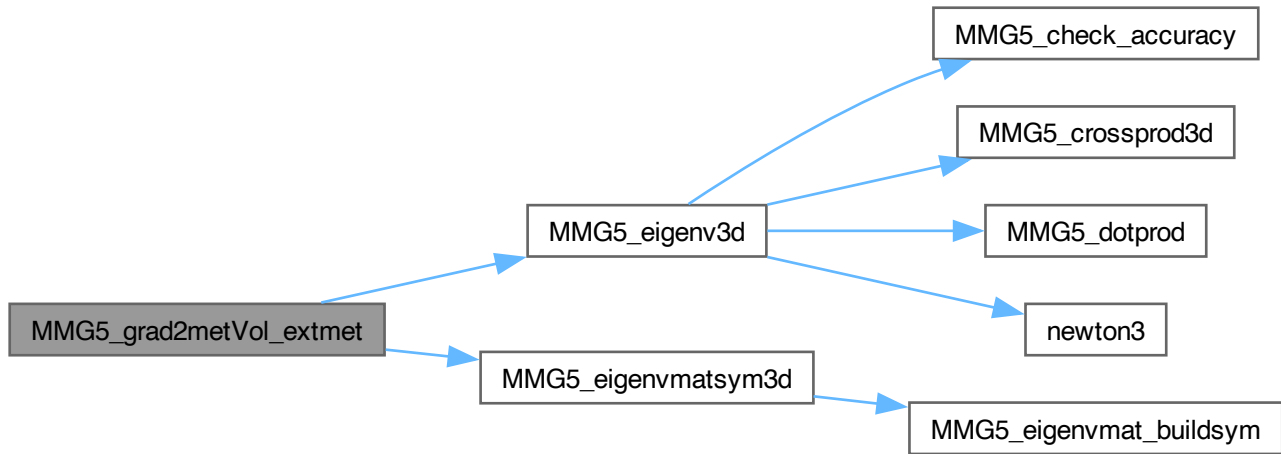 MMG5_check_accuracy
MMG5_crossprod3d
MMG5_eigenv3d
MMG5_dotprod
MMG5_grad2metVol_extmet
newton3
MMG5_eigenvmatsym3d
MMG5_eigenvmat_buildsym